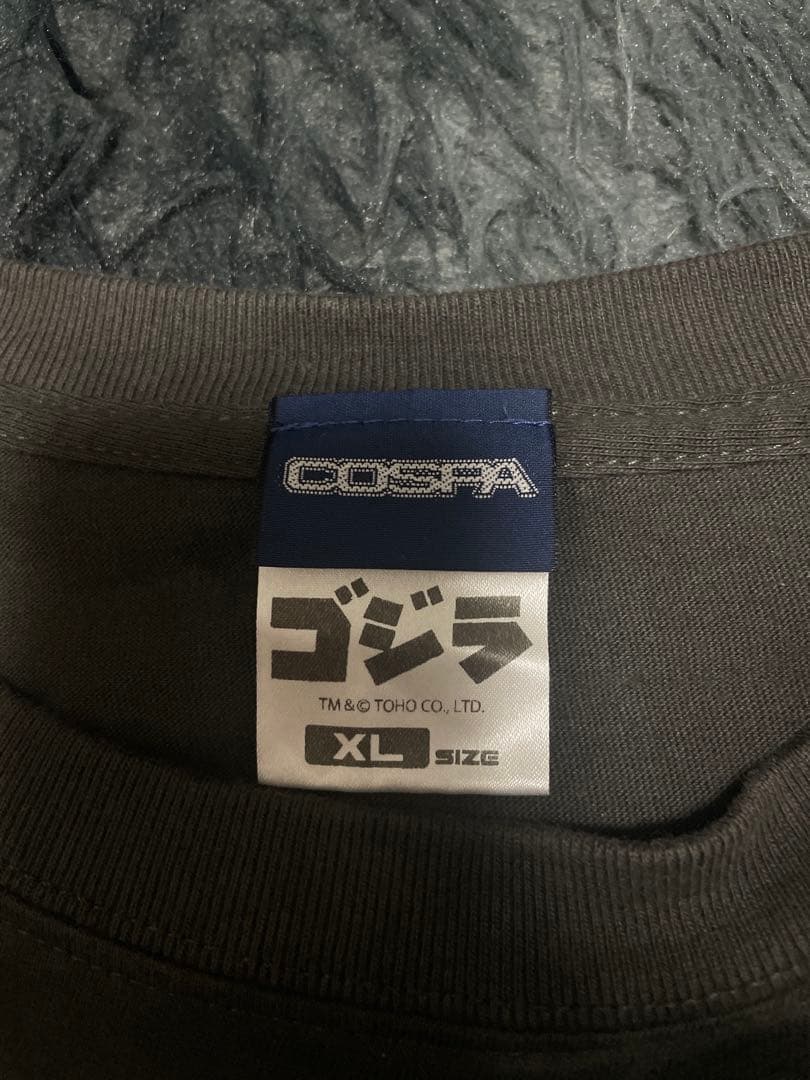 COSPA
ゴジラ
TM & © TOHO CO., LTD.
XL SIZE